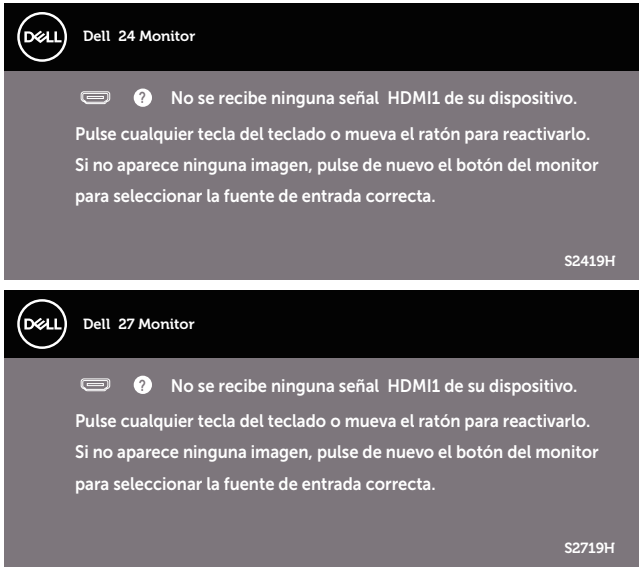 DELL Dell 24 Monitor
? No se recibe ninguna señal HDMI1 de su dispositivo.
Pulse cualquier tecla del teclado o mueva el ratón para reactivarlo.
Si no aparece ninguna imagen, pulse de nuevo el botón del monitor
para seleccionar la fuente de entrada correcta.
S2419H
DELL Dell 27 Monitor
? No se recibe ninguna señal HDMI1 de su dispositivo.
Pulse cualquier tecla del teclado o mueva el ratón para reactivarlo.
Si no aparece ninguna imagen, pulse de nuevo el botón del monitor
para seleccionar la fuente de entrada correcta.
S2719H